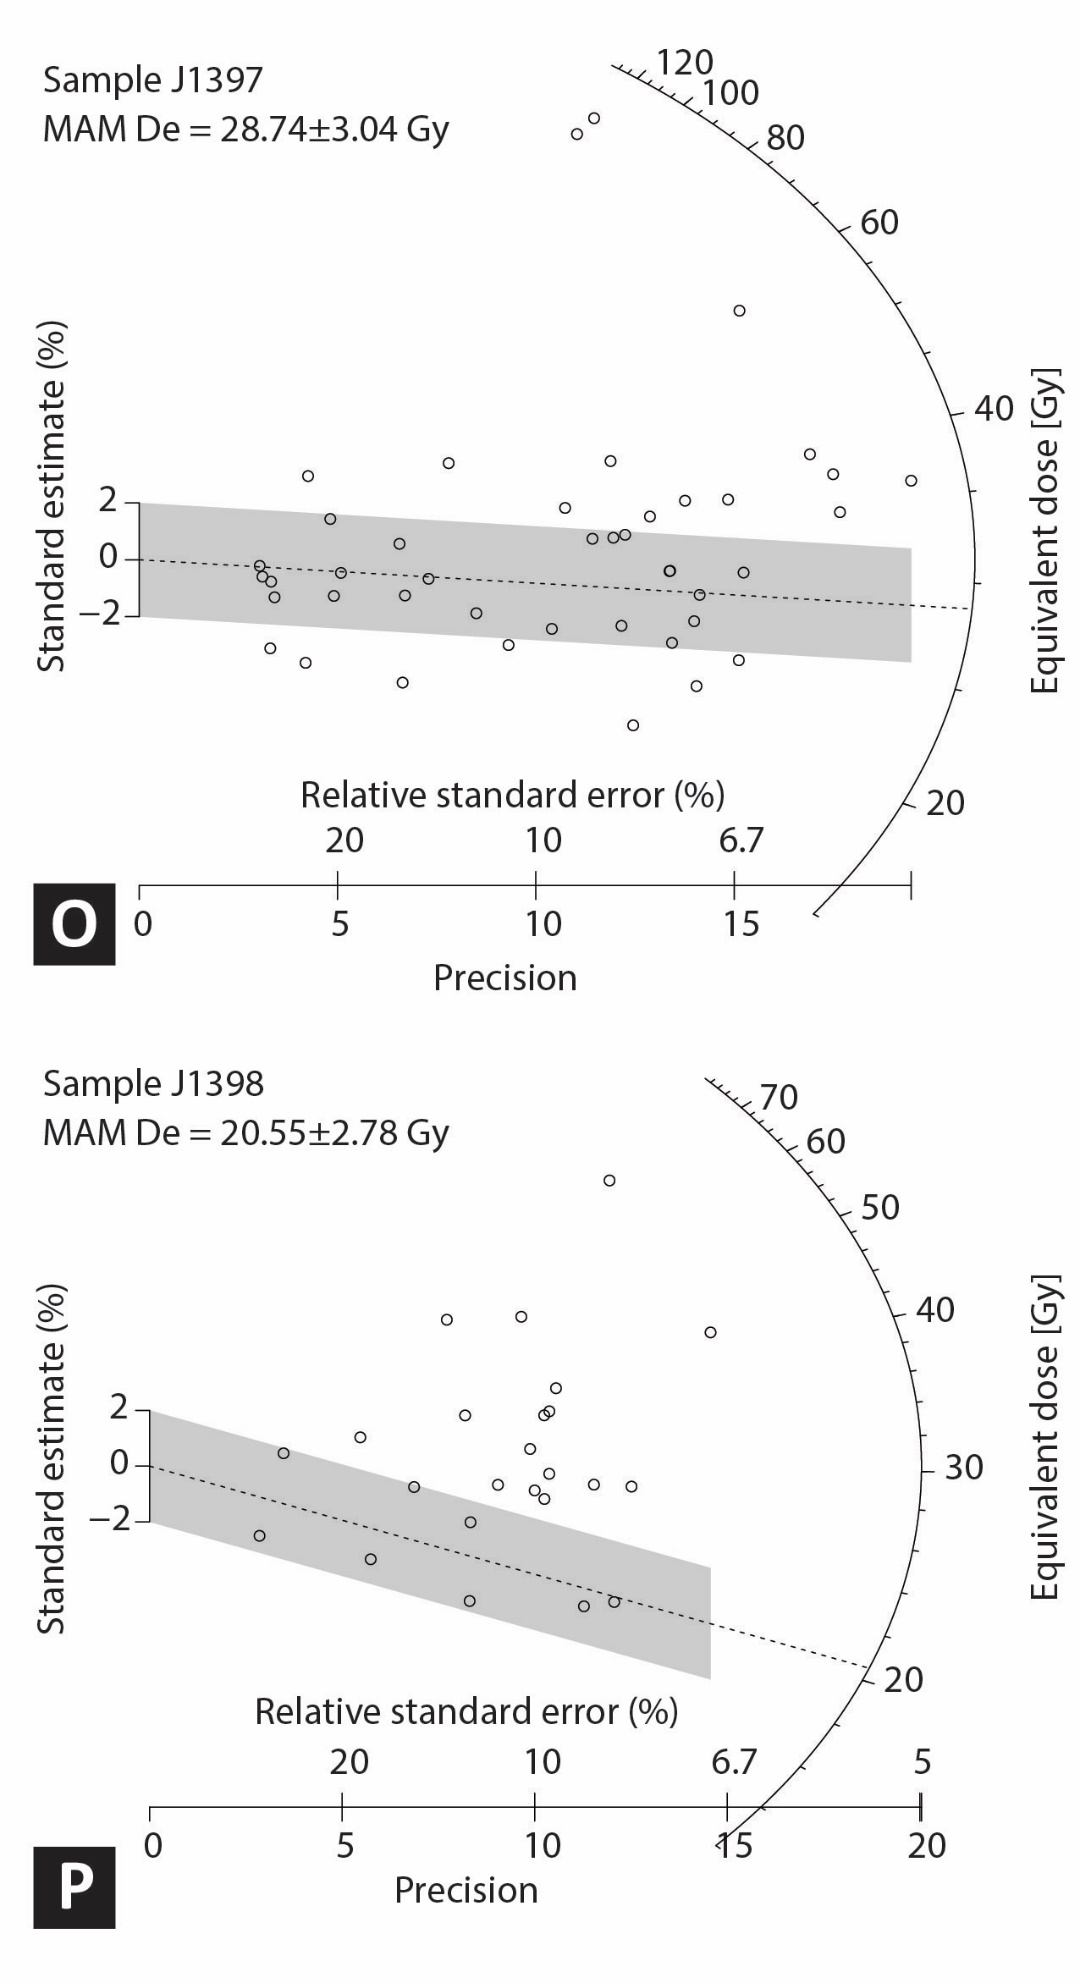 Sample J1397
MAM De = 28.74±3.04 Gy
120
100
80
60
40
20
Equivalent dose [Gy]
Standard estimate (%)
2
0
−2
Relative standard error (%)
20 10 6.7
0 5 10 15
Precision
O
Sample J1398
MAM De = 20.55±2.78 Gy
70
60
50
40
30
20
Equivalent dose [Gy]
Standard estimate (%)
2
0
−2
Relative standard error (%)
20 10 6.7 5
0 5 10 15 20
Precision
P